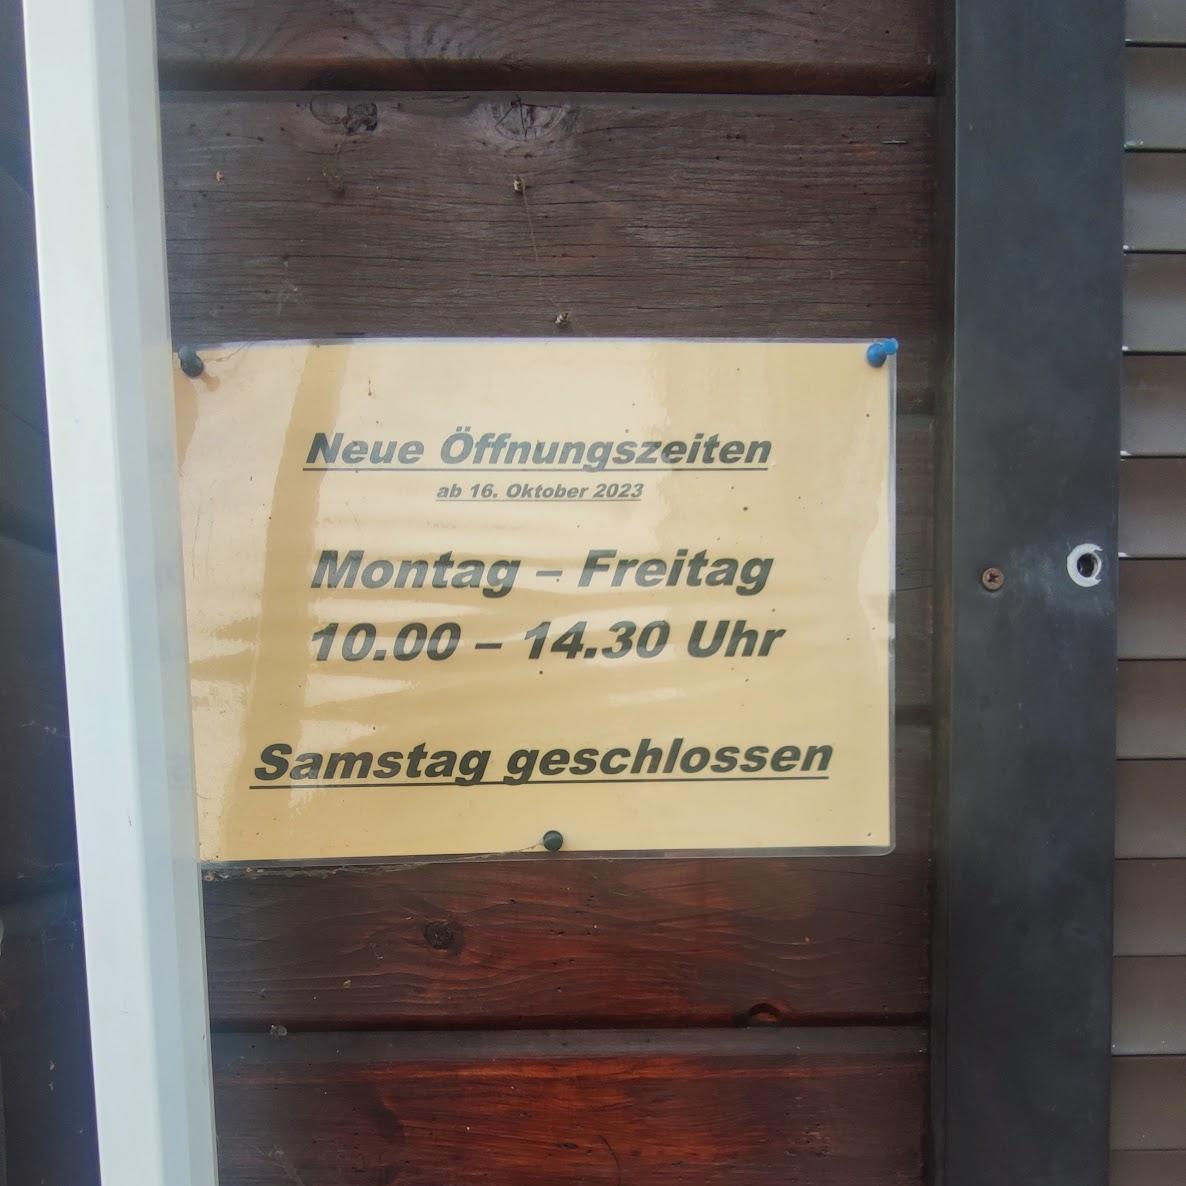 Neue Öffnungszeiten
ab 16. Oktober 2023
Montag – Freitag
10.00 – 14.30 Uhr
Samstag geschlossen